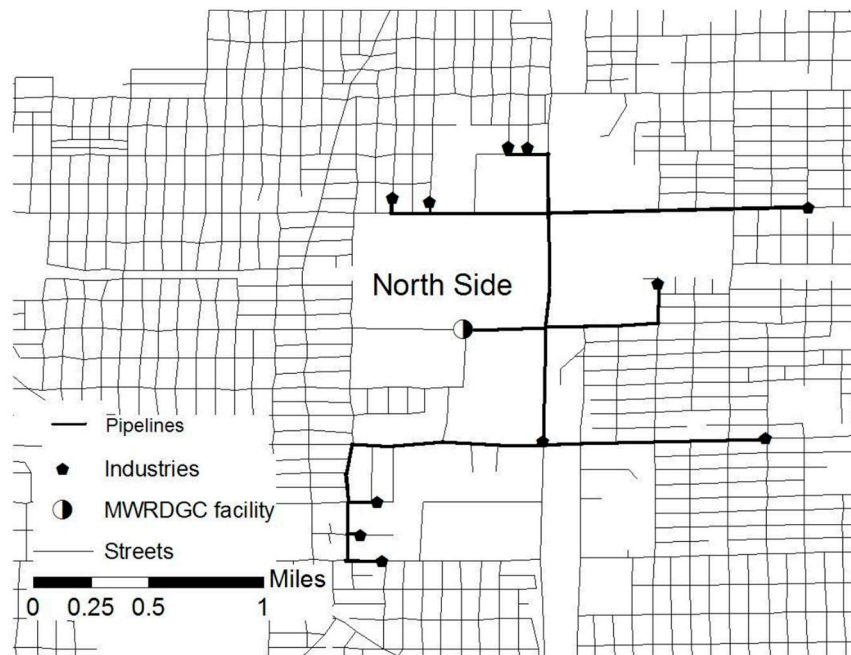 North Side
Pipelines
Industries
MWRDGC facility
Streets
Miles
0 0.25 0.5 1